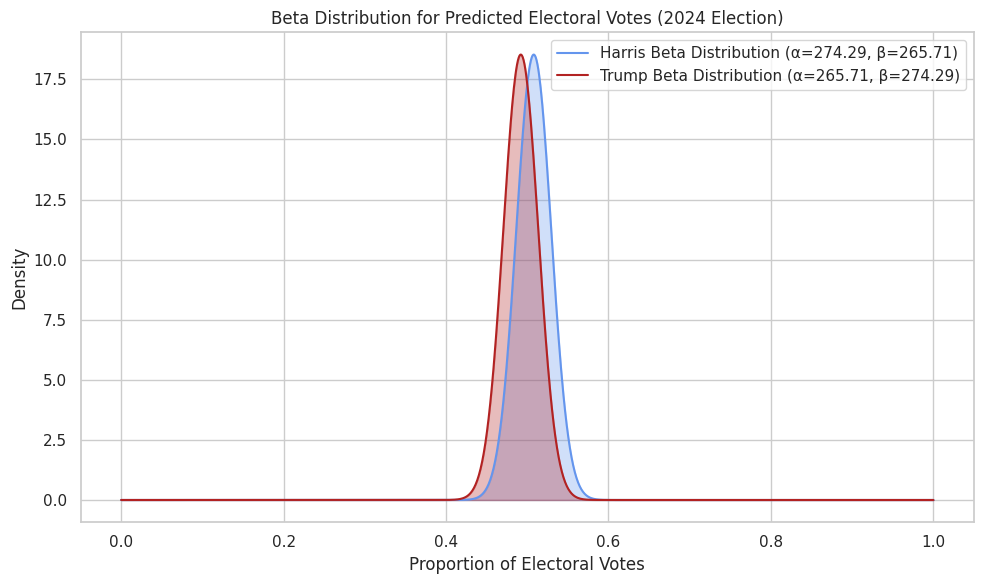 Beta Distribution for Predicted Electoral Votes (2024 Election)
Harris Beta Distribution (α=274.29, β=265.71)
Trump Beta Distribution (α=265.71, β=274.29)
17.5
15.0
12.5
10.0
7.5
5.0
2.5
0.0
Density
0.0 0.2 0.4 0.6 0.8 1.0
Proportion of Electoral Votes